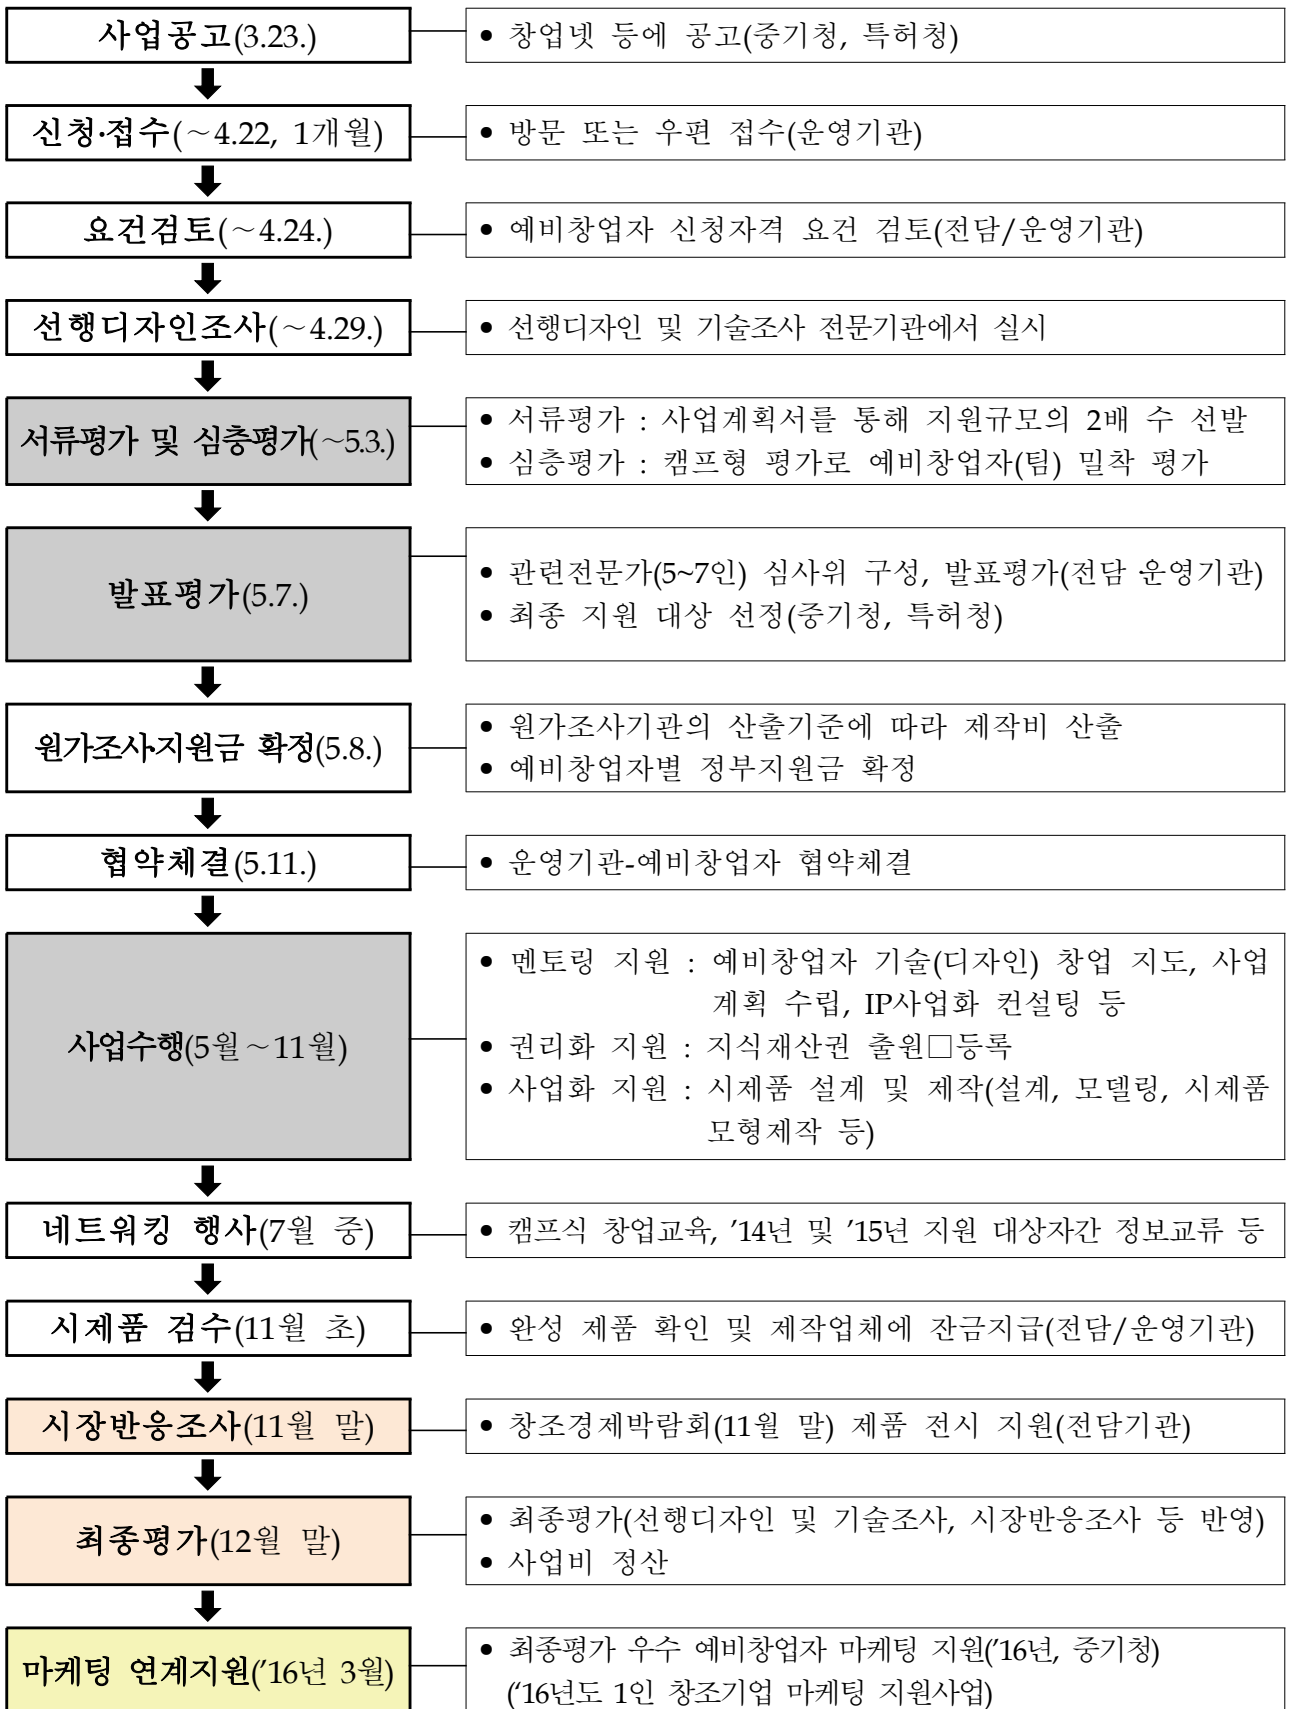 사업공고(3.23.)
• 창업넷 등에 공고(중기청, 특허청)
신청·접수(~4.22, 1개월)
• 방문 또는 우편 접수(운영기관)
요건검토(~4.24.)
• 예비창업자 신청자격 요건 검토(전담/운영기관)
선행디자인조사(~4.29.)
• 선행디자인 및 기술조사 전문기관에서 실시
서류평가 및 심층평가(~5.3.)
• 서류평가 : 사업계획서를 통해 지원규모의 2배 수 선발
• 심층평가 : 캠프형 평가로 예비창업자(팀) 밀착 평가
발표평가(5.7.)
• 관련전문가(5~7인) 심사위 구성, 발표평가(전담·운영기관)
• 최종 지원 대상 선정(중기청, 특허청)
원가조사·지원금 확정(5.8.)
• 원가조사기관의 산출기준에 따라 제작비 산출
• 예비창업자별 정부지원금 확정
협약체결(5.11.)
• 운영기관-예비창업자 협약체결
사업수행(5월~11월)
• 멘토링 지원 : 예비창업자 기술(디자인) 창업 지도, 사업
계획 수립, IP사업화 컨설팅 등
• 권리화 지원 : 지식재산권 출원□등록
• 사업화 지원 : 시제품 설계 및 제작(설계, 모델링, 시제품
모형제작 등)
네트워킹 행사(7월 중)
• 캠프식 창업교육, ’14년 및 ’15년 지원 대상자간 정보교류 등
시제품 검수(11월 초)
• 완성 제품 확인 및 제작업체에 잔금지급(전담/운영기관)
시장반응조사(11월 말)
• 창조경제박람회(11월 말) 제품 전시 지원(전담기관)
최종평가(12월 말)
• 최종평가(선행디자인 및 기술조사, 시장반응조사 등 반영)
• 사업비 정산
마케팅 연계지원(’16년 3월)
• 최종평가 우수 예비창업자 마케팅 지원(’16년, 중기청)
(‘16년도 1인 창조기업 마케팅 지원사업)